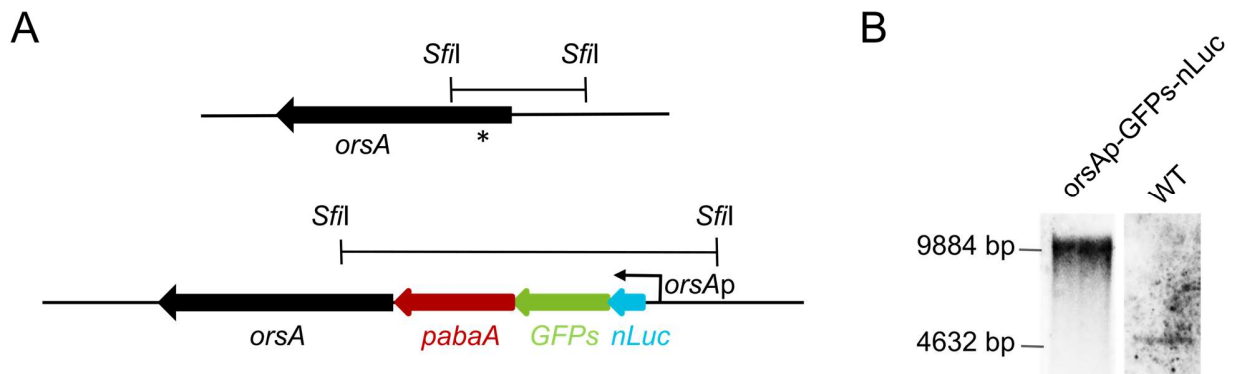 A
SfiI SfiI
orsA *
SfiI SfiI
orsAp
orsA pabaA GFPs nLuc
B
orsAp-GFPs-nLuc
WT
9884 bp
4632 bp